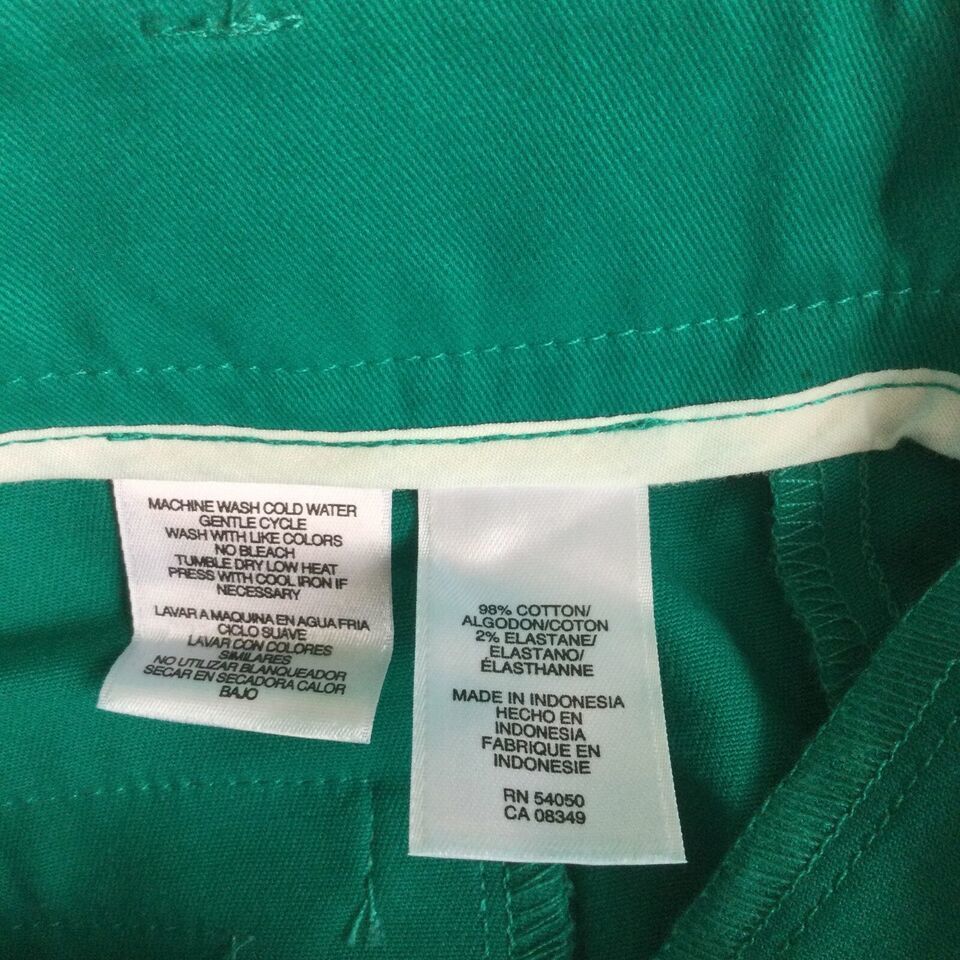 MACHINE WASH COLD WATER
GENTLE CYCLE
WASH WITH LIKE COLORS
NO BLEACH
TUMBLE DRY LOW HEAT
PRESS WITH COOL IRON IF
NECESSARY
LAVAR A MAQUINA EN AGUA FRIA
CICLO SUAVE
LAVAR CON COLORES
SIMILARES
NO UTILIZAR BLANQUEADOR
SECAR EN SECADORA CALOR
BAJO
98% COTTON/
ALGODON/COTON
2% ELASTANE/
ELASTANO/
ÉLASTHANNE
MADE IN INDONESIA
HECHO EN
INDONESIA
FABRIQUE EN
INDONESIE
RN 54050
CA 08349